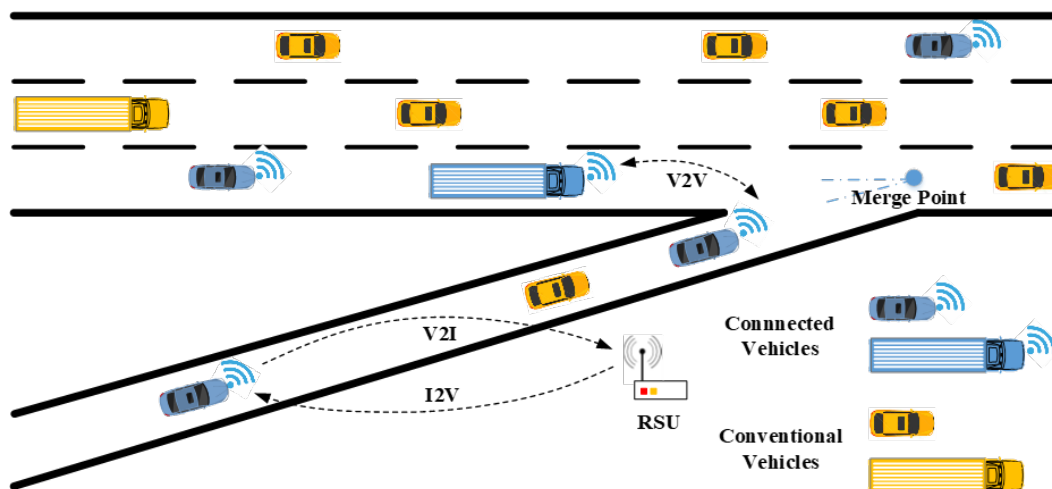 V2V
Merge Point
V2I
I2V
RSU
Connnected
Vehicles
Conventional
Vehicles